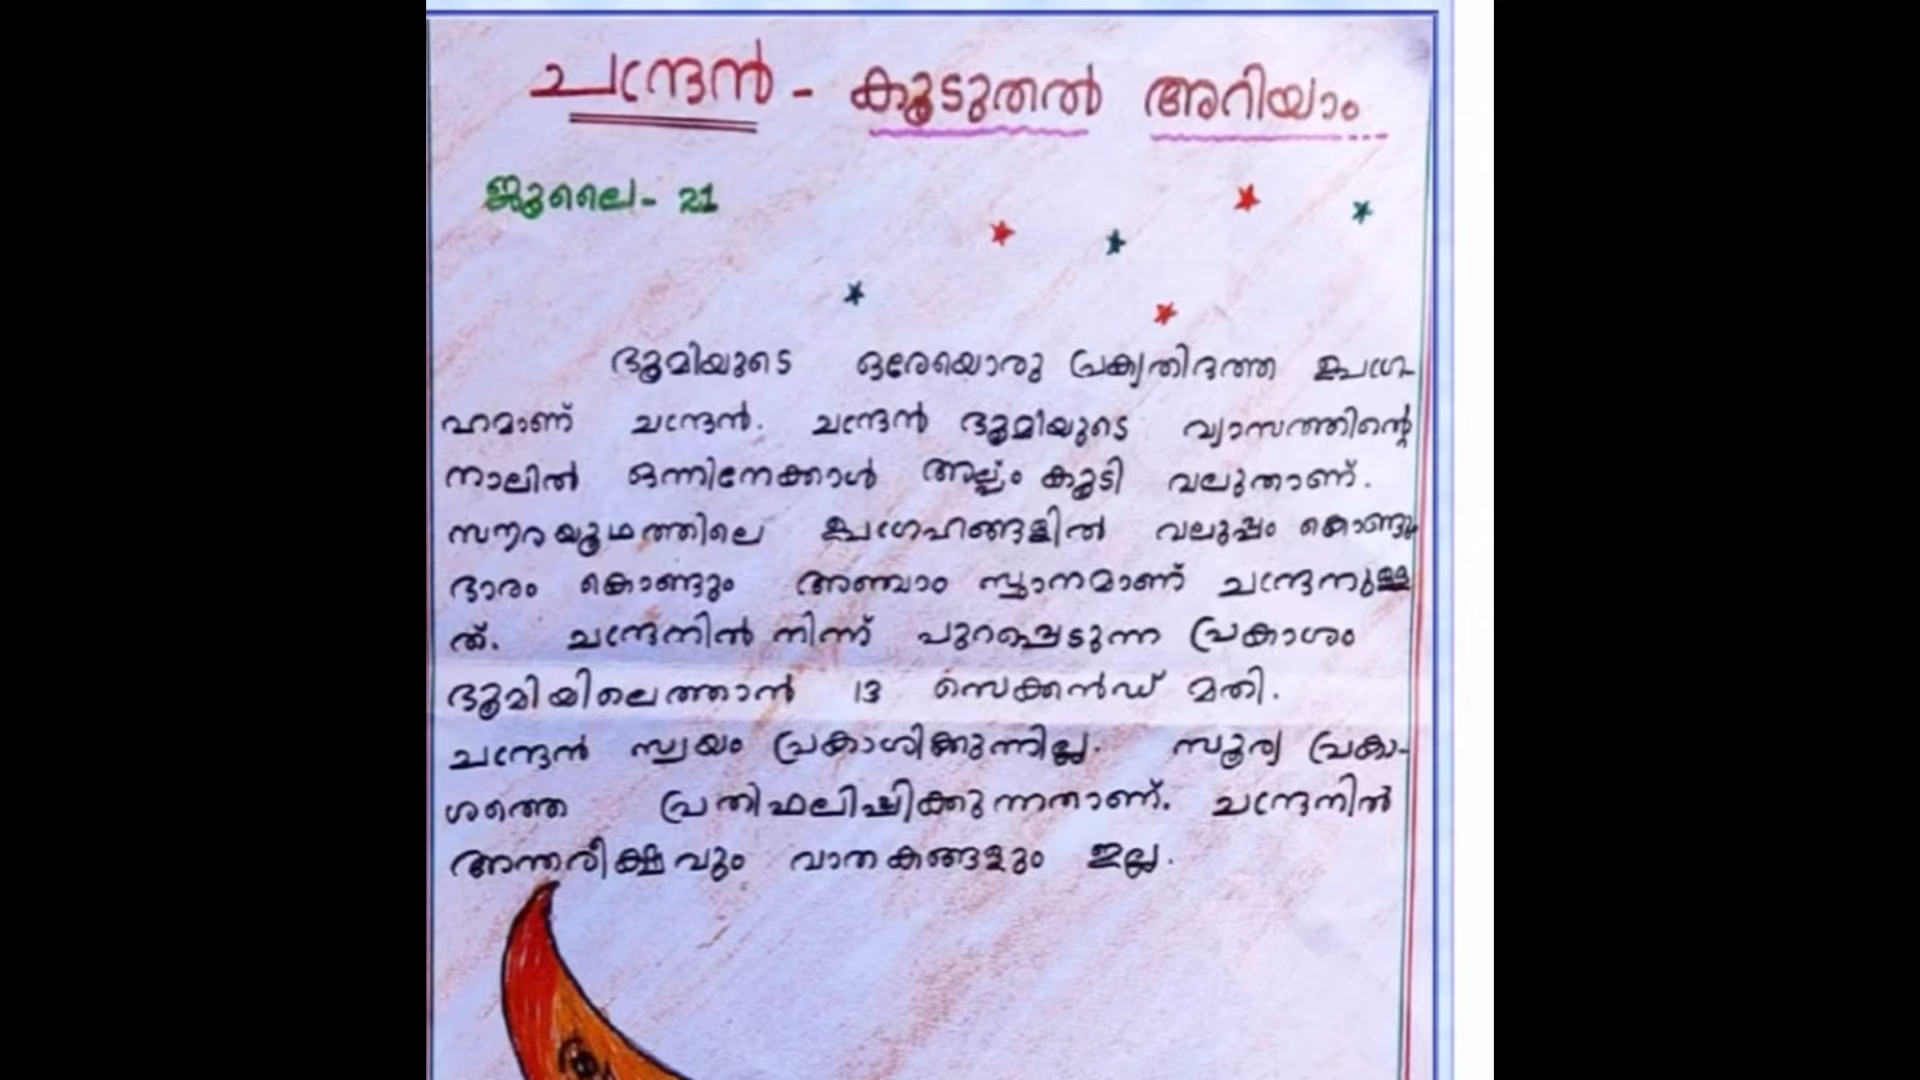 ചന്ദ്രൻ - കൂടുതൽ അറിയാം
ജൂലൈ - 21
ഭൂമിയുടെ ഒരേയൊരു പ്രകൃതിദത്ത ഉപഗ്ര-
ഹമാണ് ചന്ദ്രൻ. ചന്ദ്രൻ ഭൂമിയുടെ വ്യാസത്തിന്റെ
നാലിൽ ഒന്നിനേക്കാൾ അല്പം കൂടി വലുതാണ്.
സൗരയൂഥത്തിലെ ഉപഗ്രഹങ്ങളിൽ വലുപ്പം കൊണ്ടും
ഭാരം കൊണ്ടും അഞ്ചാം സ്ഥാനമാണ് ചന്ദ്രനുള്ള
ത്. ചന്ദ്രനിൽ നിന്ന് പുറപ്പെടുന്ന പ്രകാശം
ഭൂമിയിലെത്താൻ 13 സെക്കൻഡ് മതി.
ചന്ദ്രൻ സ്വയം പ്രകാശിക്കുന്നില്ല. സൂര്യ പ്രകാ-
ശത്തെ പ്രതിഫലിപ്പിക്കുന്നതാണ്. ചന്ദ്രനിൽ
അന്തരീക്ഷവും വാതകങ്ങളും ഇല്ല.